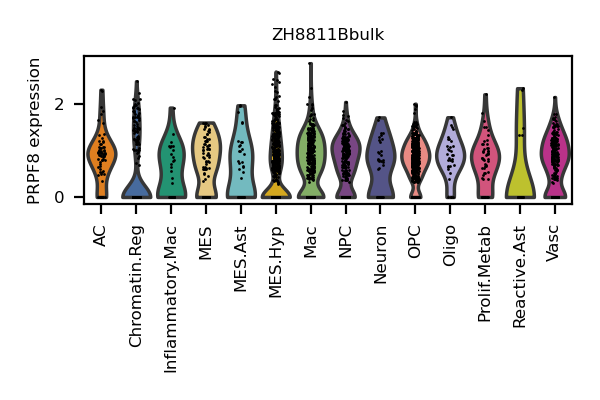 ZH8811Bbulk
PRPF8 expression
2
0
AC
Chromatin.Reg
Inflammatory.Mac
MES
MES.Ast
MES.Hyp
Mac
NPC
Neuron
OPC
Oligo
Prolif.Metab
Reactive.Ast
Vasc